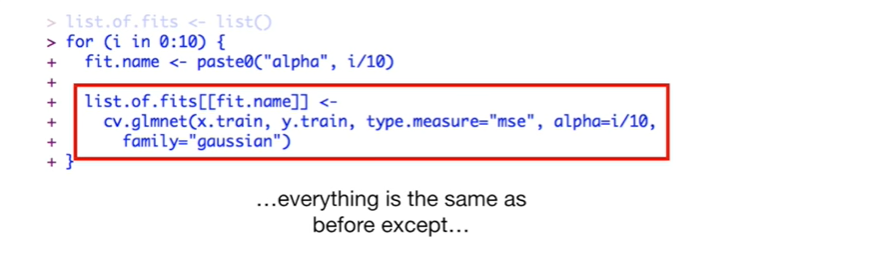 > list.of.fits <- list()
> for (i in 0:10) {
+   fit.name <- paste0("alpha", i/10)
+
+   list.of.fits[[fit.name]] <-
+     cv.glmnet(x.train, y.train, type.measure="mse", alpha=i/10,
+       family="gaussian")
+ }
…everything is the same as
before except…